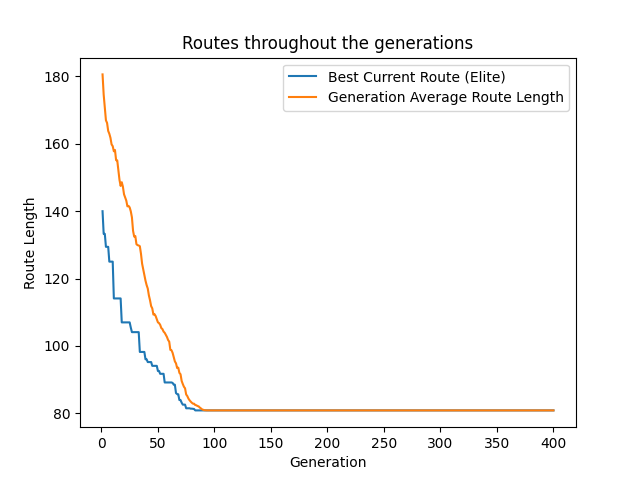 Routes throughout the generations
Best Current Route (Elite)
Generation Average Route Length
Route Length
180
160
140
120
100
80
0 50 100 150 200 250 300 350 400
Generation